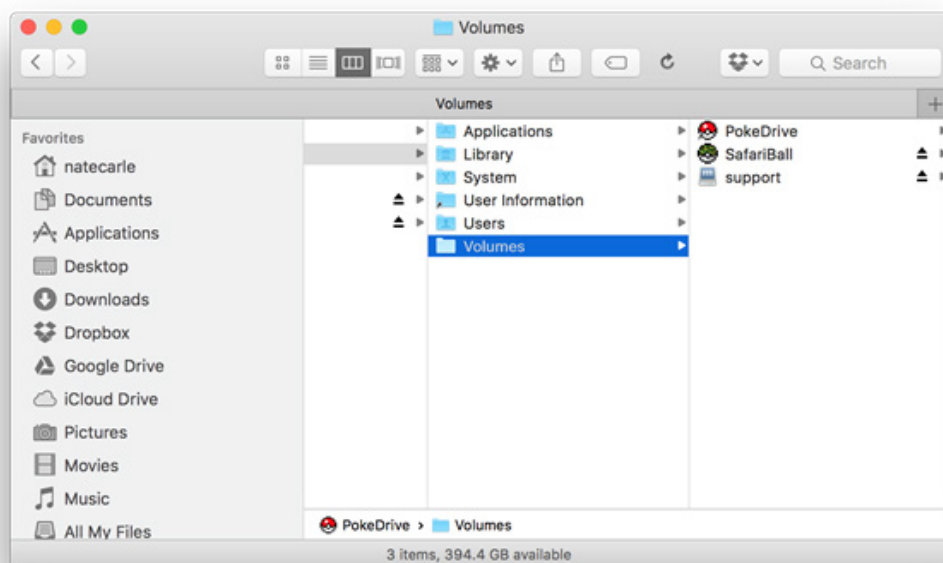 Volumes
Search
Volumes
Favorites
natecarle
Documents
Applications
Desktop
Downloads
Dropbox
Google Drive
iCloud Drive
Pictures
Movies
Music
All My Files
Applications
Library
System
User Information
Users
Volumes
PokeDrive
SafariBall
support
PokeDrive › Volumes
3 items, 394.4 GB available